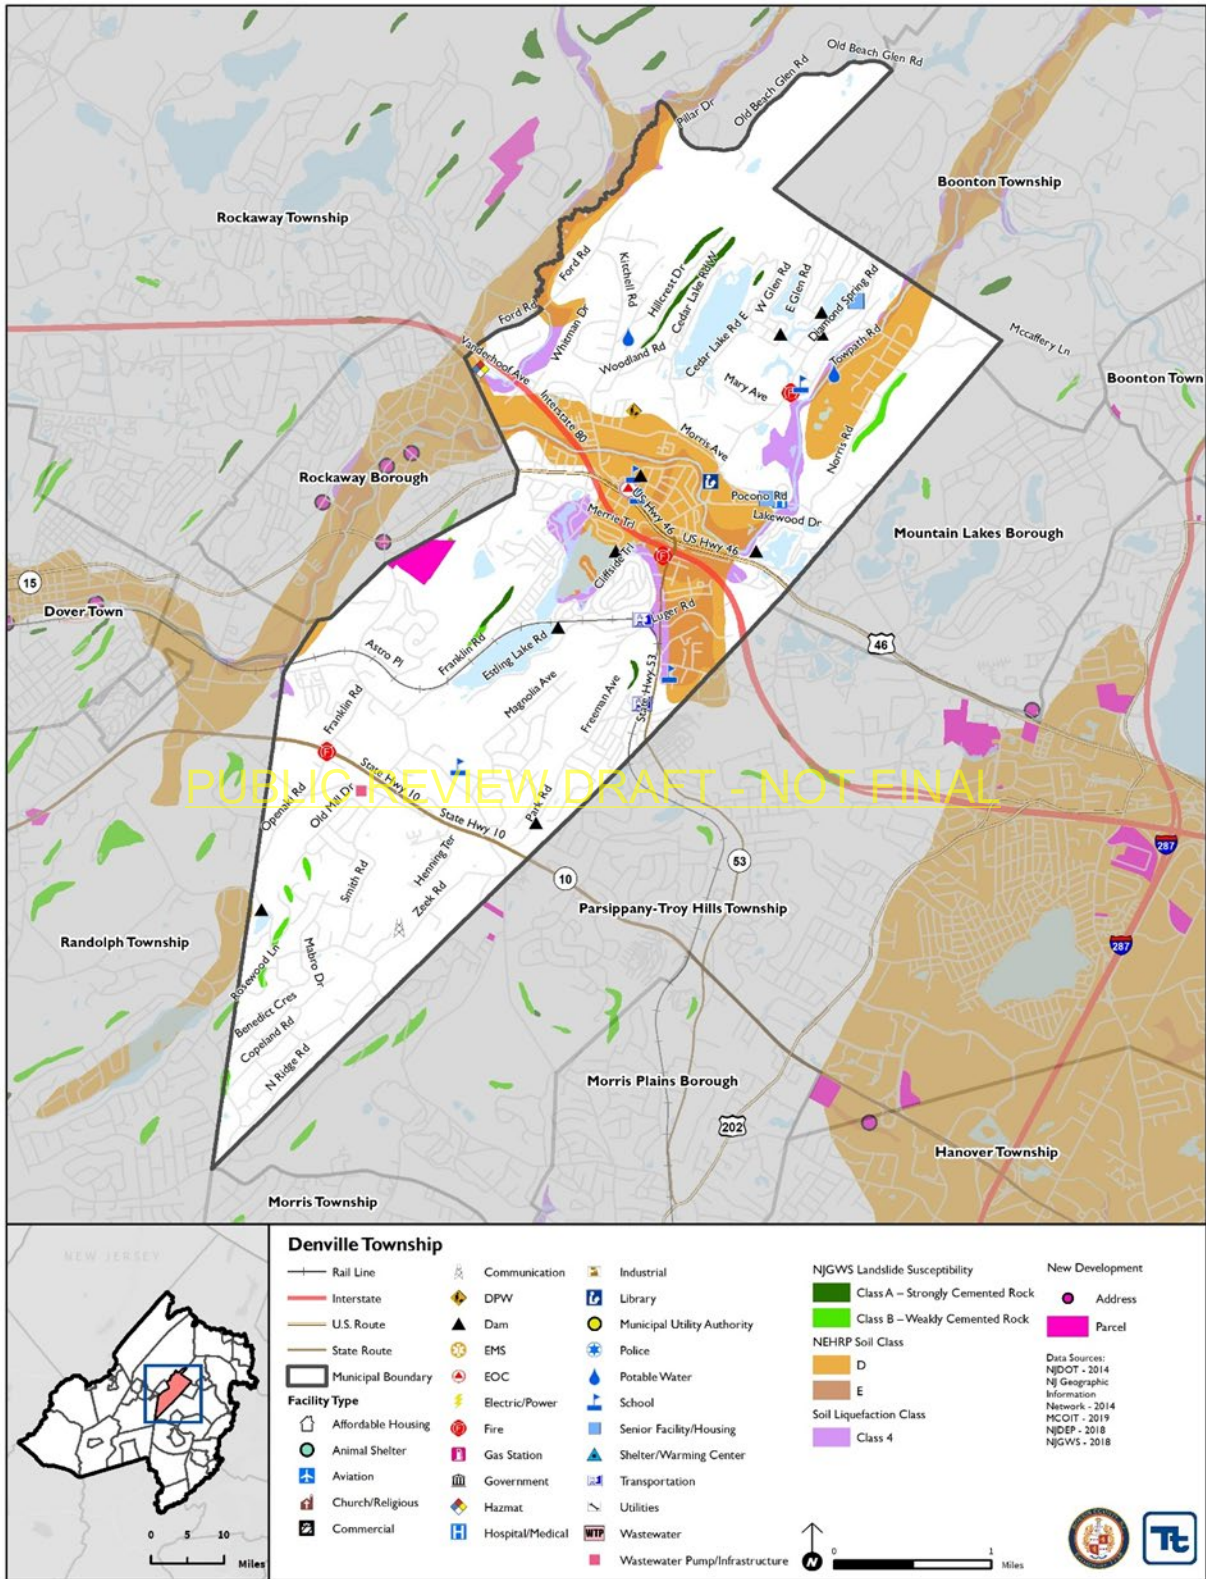 Old Beach Glen Rd
Old Beach Glen Rd
Pillar Dr
Boonton Township
Rockaway Township
Ford Rd
Kitchell Rd
Hillcrest Dr
Cedar Lake Rd W
W Glen Rd
E Glen Rd
Diamond Spring Rd
Ford Rd
Whitman Dr
Cedar Lake Rd E
Mccaffery Ln
Vanderhoof Ave
Woodland Rd
Towpath Rd
Boonton Town
Mary Ave
Interstate 80
Morris Ave
Norris Rd
Rockaway Borough
Pocono Rd
US Hwy 46
Lakewood Dr
Merrie Trl
US Hwy 46
Mountain Lakes Borough
Cliffside Trl
15
Dover Town
Luger Rd
46
Astro Pl
Franklin Rd
Estling Lake Rd
Magnolia Ave
Freeman Ave
State Hwy 53
Franklin Rd
State Hwy 10
PUBLIC REVIEW DRAFT - NOT FINAL
Openaki Rd
Old Mill Dr
Park Rd
State Hwy 10
287
Henning Ter
53
Smith Rd
10
Zeek Rd
Parsippany-Troy Hills Township
Randolph Township
287
Rosewood Ln
Mabro Dr
Benedict Cres
Copeland Rd
N Ridge Rd
Morris Plains Borough
202
Hanover Township
Morris Township
NEW JERSEY
0 5 10
Miles
Denville Township
Rail Line
Interstate
U.S. Route
State Route
Municipal Boundary
Facility Type
Affordable Housing
Animal Shelter
Aviation
Church/Religious
Commercial
Communication
DPW
Dam
EMS
EOC
Electric/Power
Fire
Gas Station
Government
Hazmat
H Hospital/Medical
Industrial
Library
Municipal Utility Authority
Police
Potable Water
School
Senior Facility/Housing
Shelter/Warming Center
Transportation
Utilities
WTP Wastewater
Wastewater Pump/Infrastructure
NJGWS Landslide Susceptibility
Class A – Strongly Cemented Rock
Class B – Weakly Cemented Rock
NEHRP Soil Class
D
E
Soil Liquefaction Class
Class 4
New Development
Address
Parcel
Data Sources:
NJDOT - 2014
NJ Geographic
Information
Network - 2014
MCOIT - 2019
NJDEP - 2018
NJGWS - 2018
N
0 1
Miles
Tt